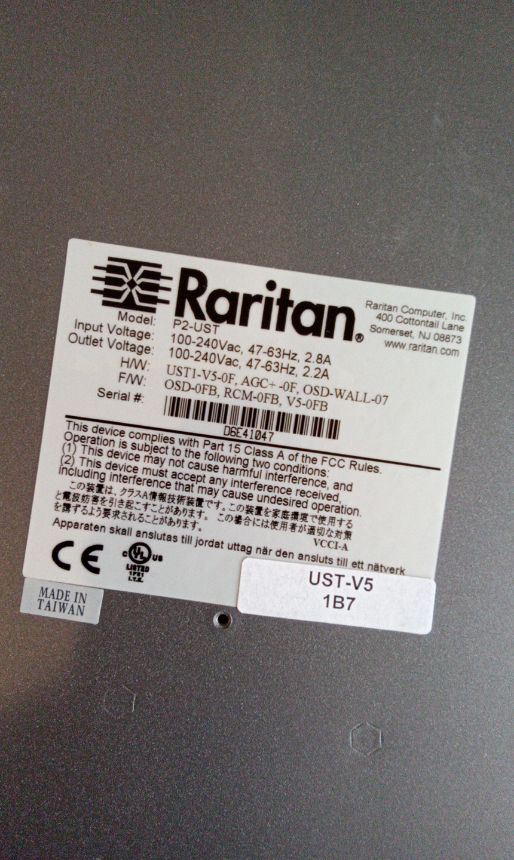 Raritan®
Raritan Computer, Inc.
400 Cottontail Lane
Somerset, NJ 08873
www.raritan.com
Model: P2-UST
Input Voltage: 100-240Vac, 47-63Hz, 2.8A
Outlet Voltage: 100-240Vac, 47-63Hz, 2.2A
H/W: UST1-V5-0F, AGC+-0F, OSD-WALL-07
F/W: OSD-0FB, RCM-0FB, V5-0FB
Serial #:
D6E41047
This device complies with Part 15 Class A of the FCC Rules.
Operation is subject to the following two conditions:
(1) This device may not cause harmful interference, and
(2) This device must accept any interference received,
including interference that may cause undesired operation.
この装置は、クラスA情報技術装置です。この装置を家庭環境で使用する
と電波妨害を引き起こすことがあります。この場合には使用者が適切な対策
を講ずるよう要求されることがあります。 VCCI-A
Apparaten skall anslutas till jordat uttag när den ansluts till ett nätverk
CE
C UL US
LISTED
I.T.E.
MADE IN
TAIWAN
UST-V5
1B7